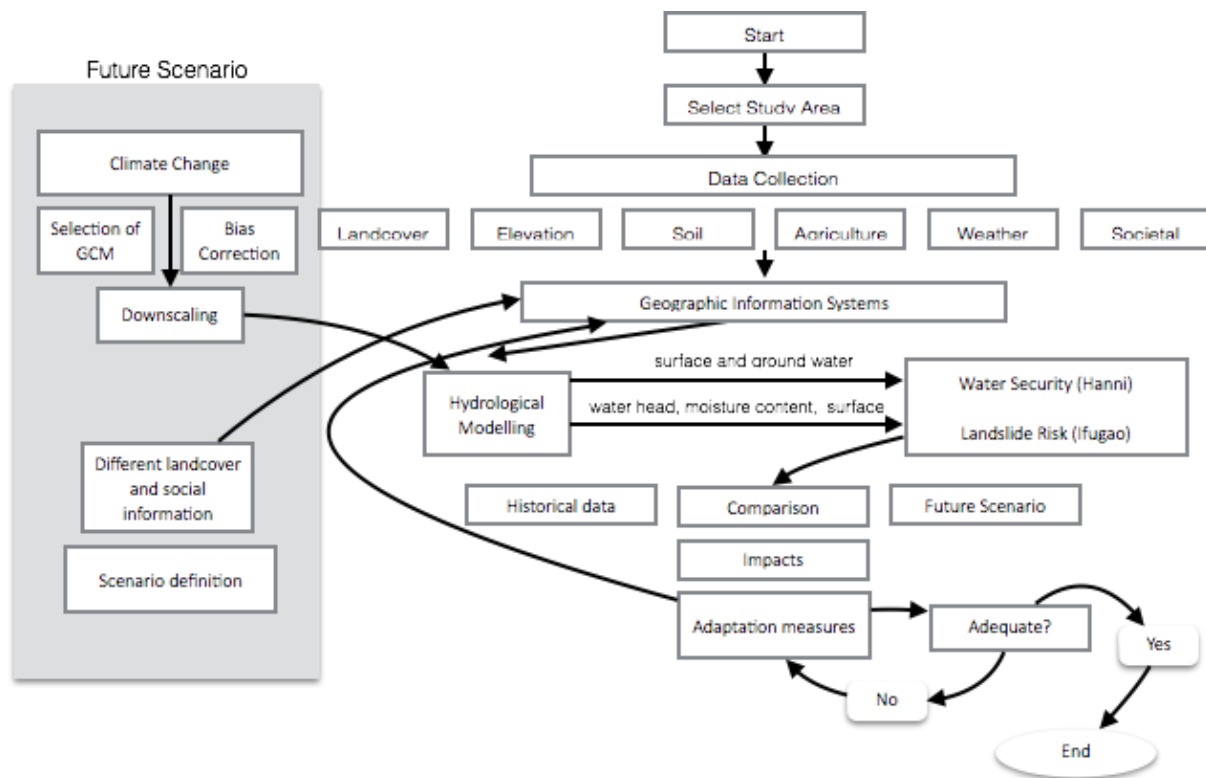 Start
Future Scenario
Select Study Area
Climate Change
Data Collection
Selection of
GCM
Bias
Correction
Landcover
Elevation
Soil
Agriculture
Weather
Societal
Downscaling
Geographic Information Systems
surface and ground water
Hydrological
Modelling
water head, moisture content, surface
Water Security (Hanni)
Landslide Risk (Ifugao)
Different landcover
and social
information
Historical data
Comparison
Future Scenario
Scenario definition
Impacts
Adaptation measures
Adequate?
Yes
No
End